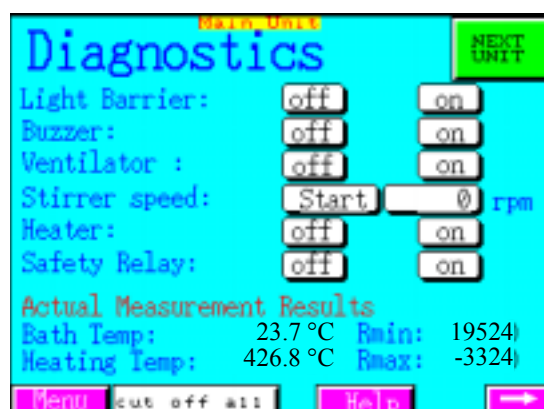 Main Unit
Diagnostics
NEXT
UNIT
Light Barrier: off on
Buzzer: off on
Ventilator : off on
Stirrer speed: Start 0 rpm
Heater: off on
Safety Relay: off on
Actual Measurement Results
Bath Temp: 23.7 °C Rmin: 19524
Heating Temp: 426.8 °C Rmax: -3324
Menu cut off all Help